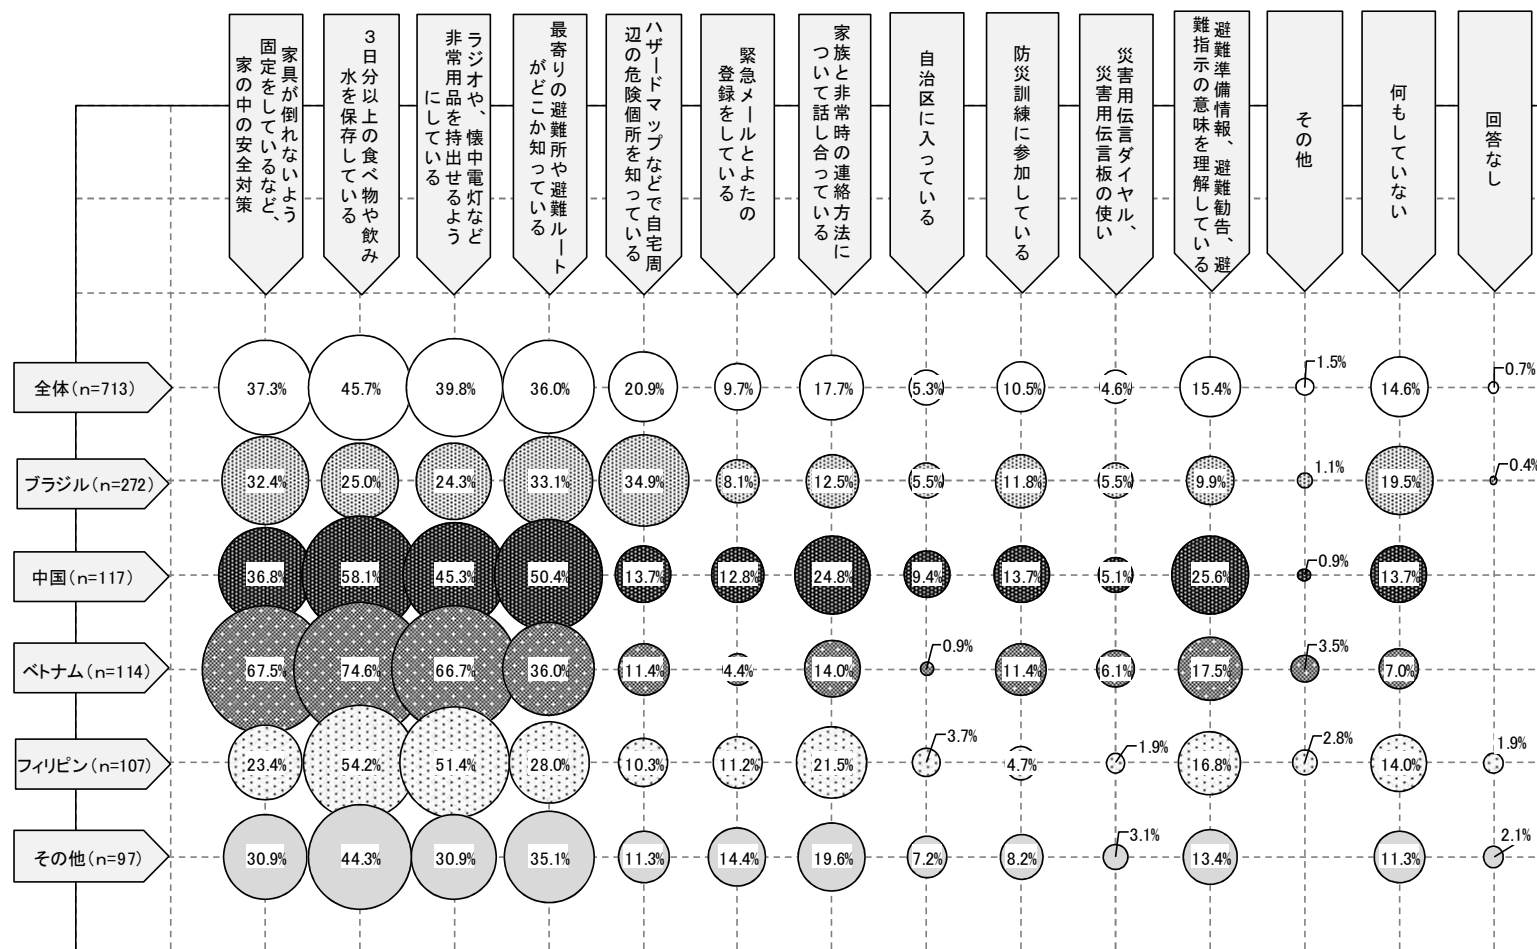 家具が倒れないよう
固定をしているなど、
家の中の安全対策
３日分以上の食べ物や飲み
水を保存している
ラジオや、懐中電灯など
非常用品を持出せるよう
にしている
最寄りの避難所や避難ルート
がどこか知っている
ハザードマップなどで自宅周
辺の危険個所を知っている
緊急メールとよたの
登録をしている
家族と非常時の連絡方法に
ついて話し合っている
自治区に入っている
防災訓練に参加している
災害用伝言ダイヤル、
災害用伝言板の使い
避難準備情報、避難勧告、避
難指示の意味を理解している
その他
何もしていない
回答なし
全体(n=713)
37.3%
45.7%
39.8%
36.0%
20.9%
9.7%
17.7%
5.3%
10.5%
4.6%
15.4%
1.5%
14.6%
0.7%
ブラジル(n=272)
32.4%
25.0%
24.3%
33.1%
34.9%
8.1%
12.5%
5.5%
11.8%
5.5%
9.9%
1.1%
19.5%
0.4%
中国(n=117)
36.8%
58.1%
45.3%
50.4%
13.7%
12.8%
24.8%
9.4%
13.7%
5.1%
25.6%
0.9%
13.7%
ベトナム(n=114)
67.5%
74.6%
66.7%
36.0%
11.4%
4.4%
14.0%
0.9%
11.4%
6.1%
17.5%
3.5%
7.0%
フィリピン(n=107)
23.4%
54.2%
51.4%
28.0%
10.3%
11.2%
21.5%
3.7%
4.7%
1.9%
16.8%
2.8%
14.0%
1.9%
その他(n=97)
30.9%
44.3%
30.9%
35.1%
11.3%
14.4%
19.6%
7.2%
8.2%
3.1%
13.4%
11.3%
2.1%